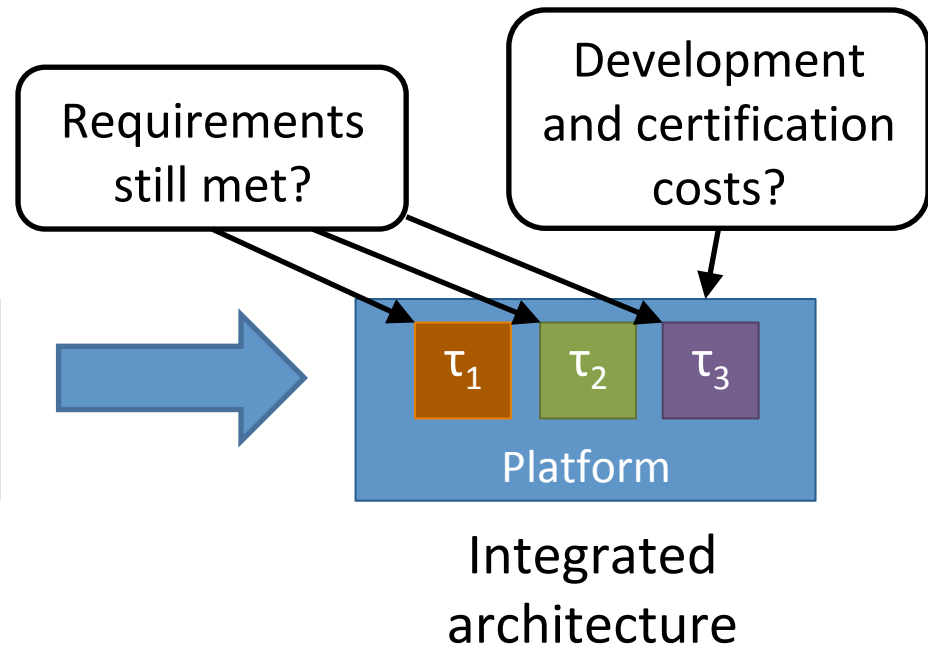 Requirements
still met?
Development
and certification
costs?
τ₁
τ₂
τ₃
Platform
Integrated
architecture